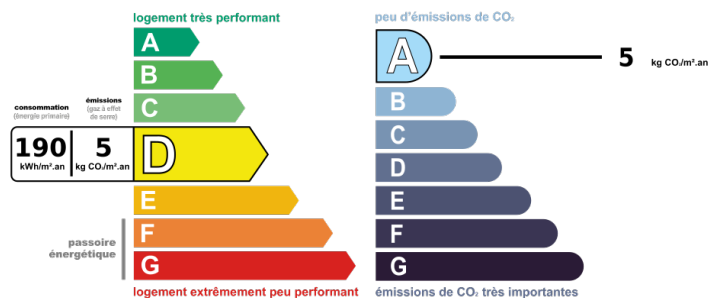 logement très performant
A
B
C
consommation
(énergie primaire)
émissions
(gaz à effet
de serre)
190
kWh/m².an
5
kg CO₂/m².an
D
E
F
G
passoire
énergétique
logement extrêmement peu performant
peu d'émissions de CO₂
A
5
kg CO₂/m².an
B
C
D
E
F
G
émissions de CO₂ très importantes